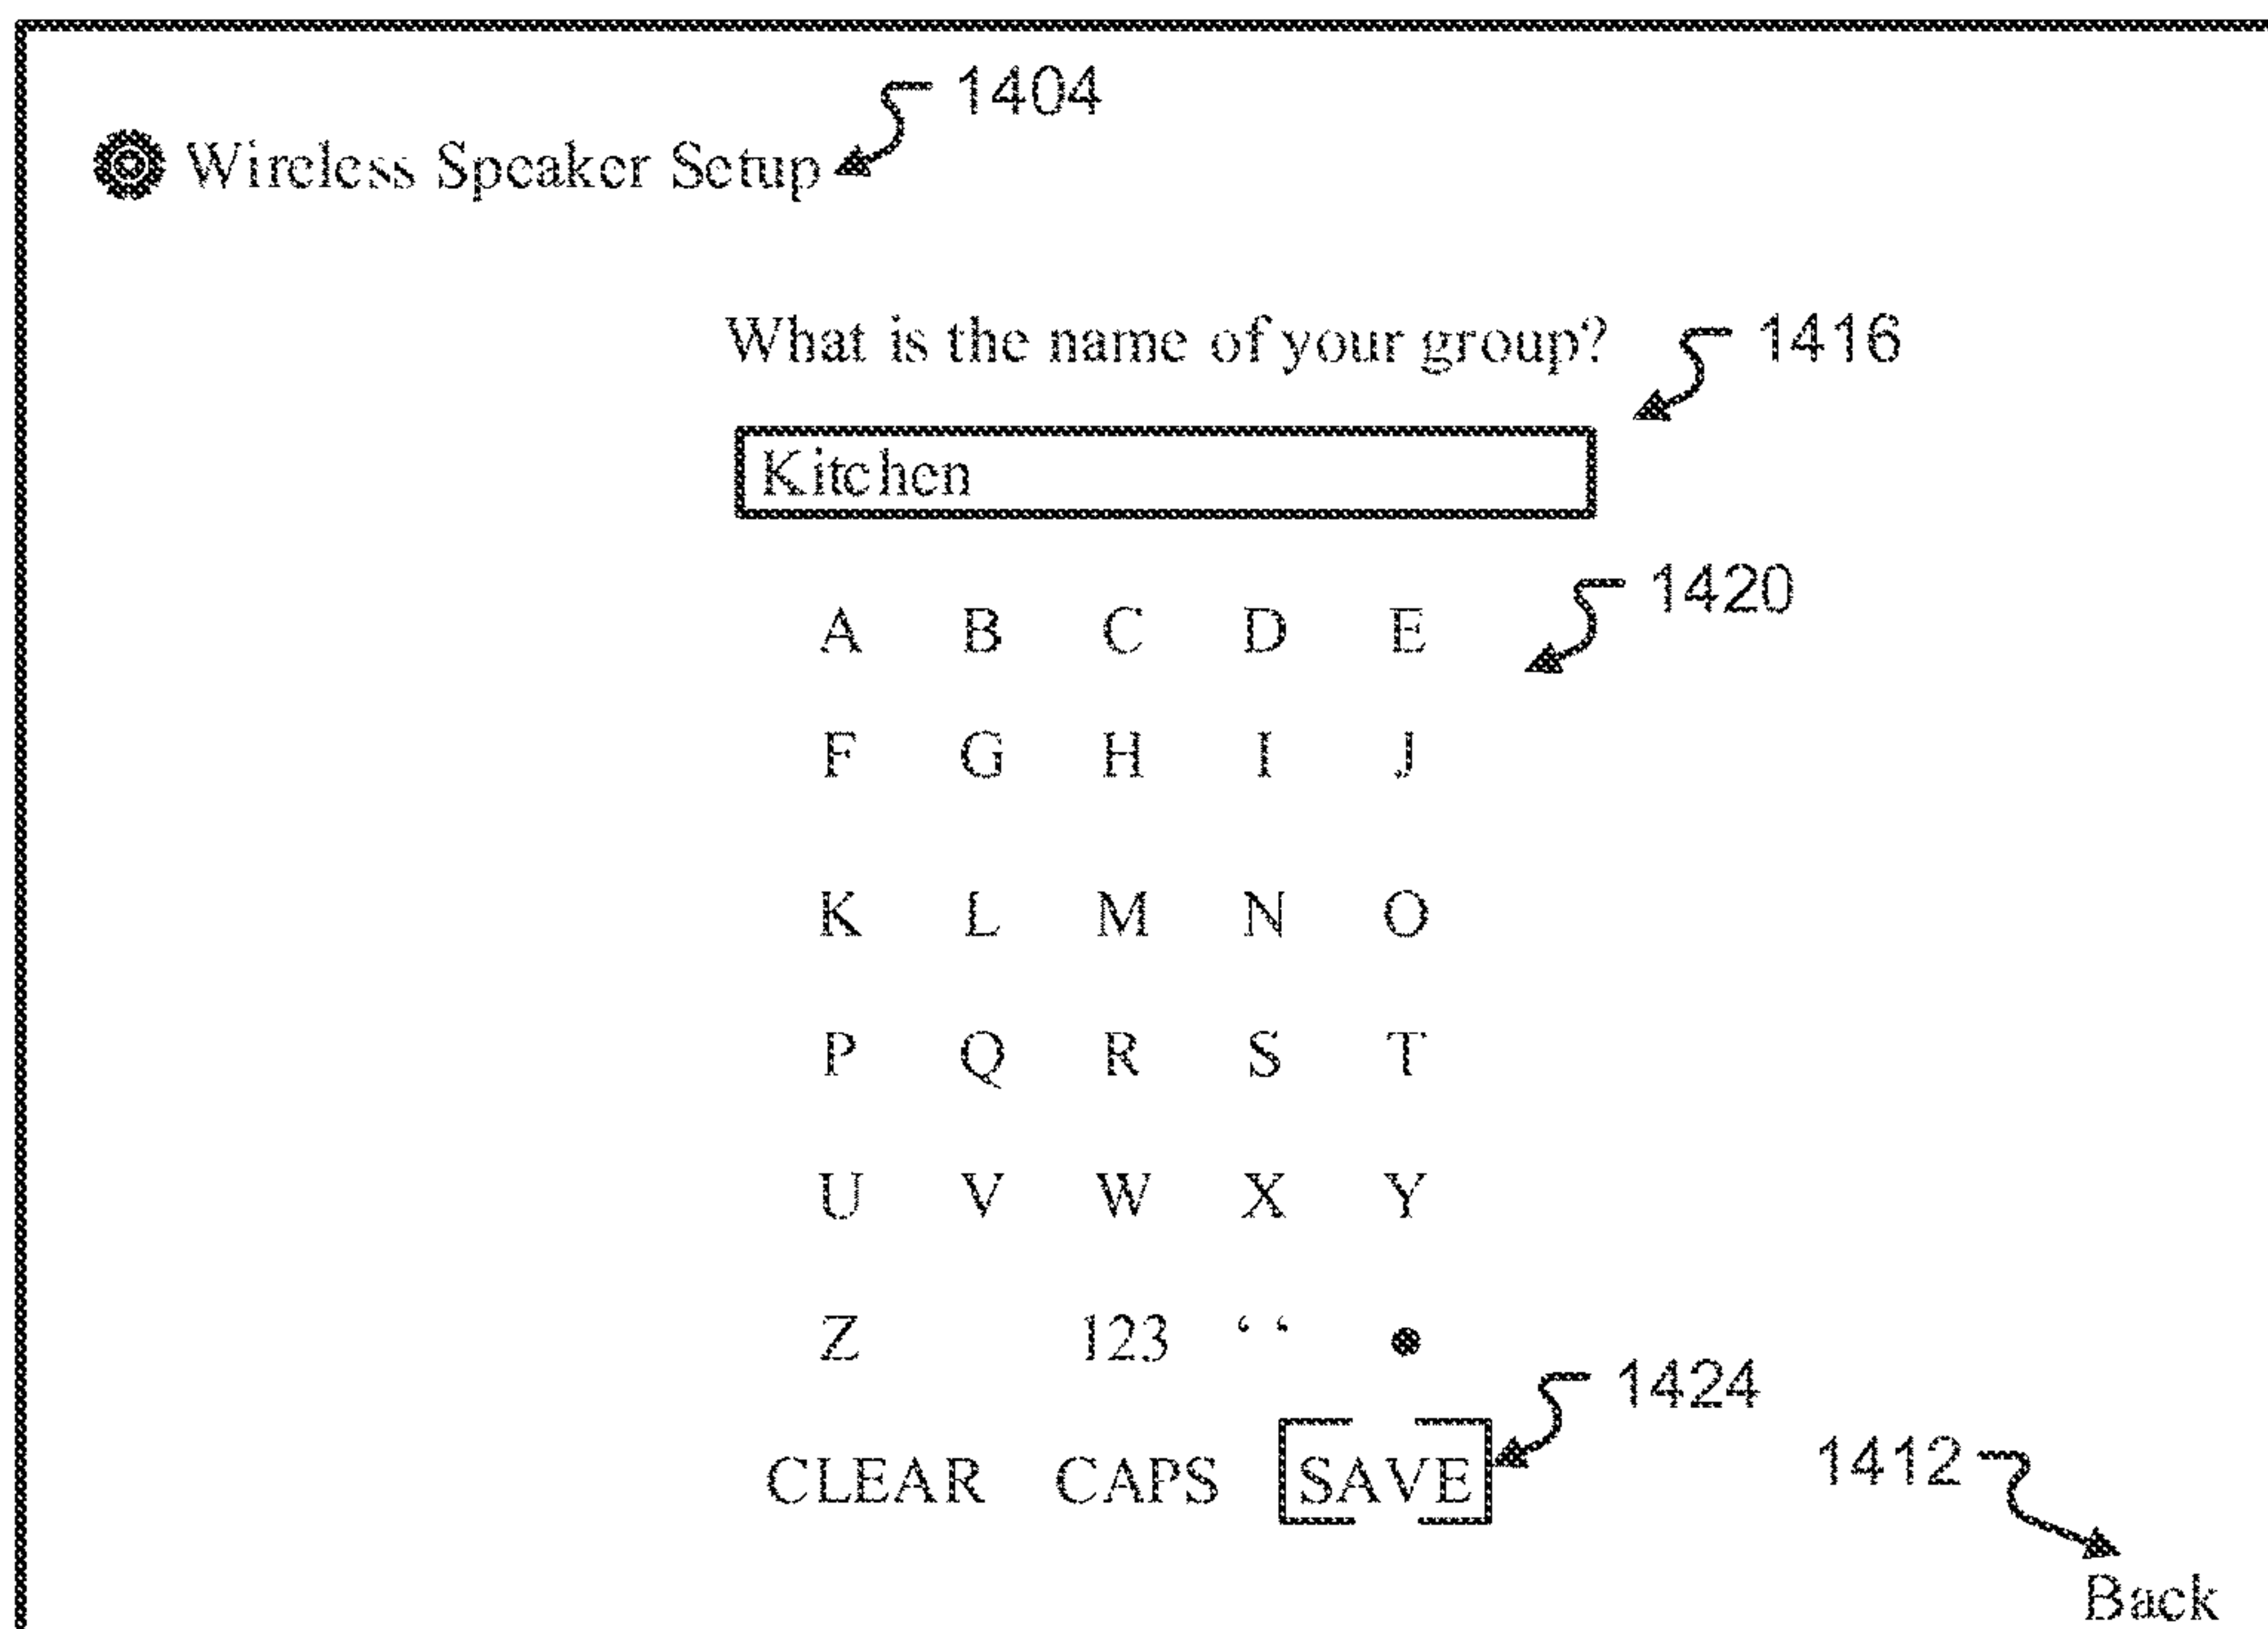 1404
Wireless Speaker Setup
What is the name of your group?
1416
Kitchen
1420
A B C D E
F G H I J
K L M N O
P Q R S T
U V W X Y
Z 123 ‘ ‘ ●
1424
CLEAR CAPS SAVE
1412
Back